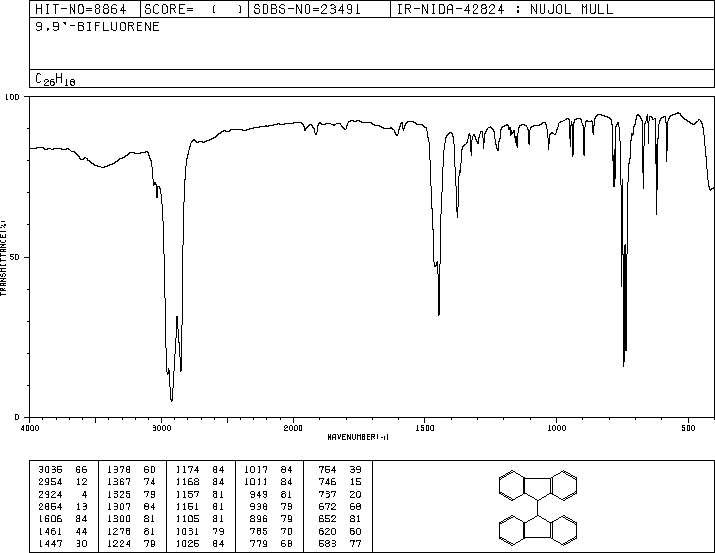 HIT-NO=8864 SCORE= ( ) SDBS-NO=23491 IR-NIDA-42824 : NUJOL MULL
9,9'-BIFLUORENE
C26H18
100
50
0
TRANSMITTANCE(%)
4000 3000 2000 1500 1000 500
WAVENUMBER(-1)
3035 66 1378 60 1174 84 1017 84 754 39
2954 12 1367 74 1168 84 1011 84 746 15
2924 4 1325 79 1157 81 949 81 737 20
2854 13 1307 84 1151 81 938 79 672 68
1606 84 1300 81 1105 81 896 79 652 81
1461 44 1278 81 1031 79 785 70 620 60
1447 30 1224 79 1026 84 779 68 583 77